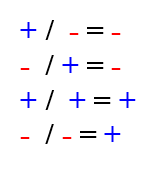 + / - = -
- / + = -
+ / + = +
- / - = +